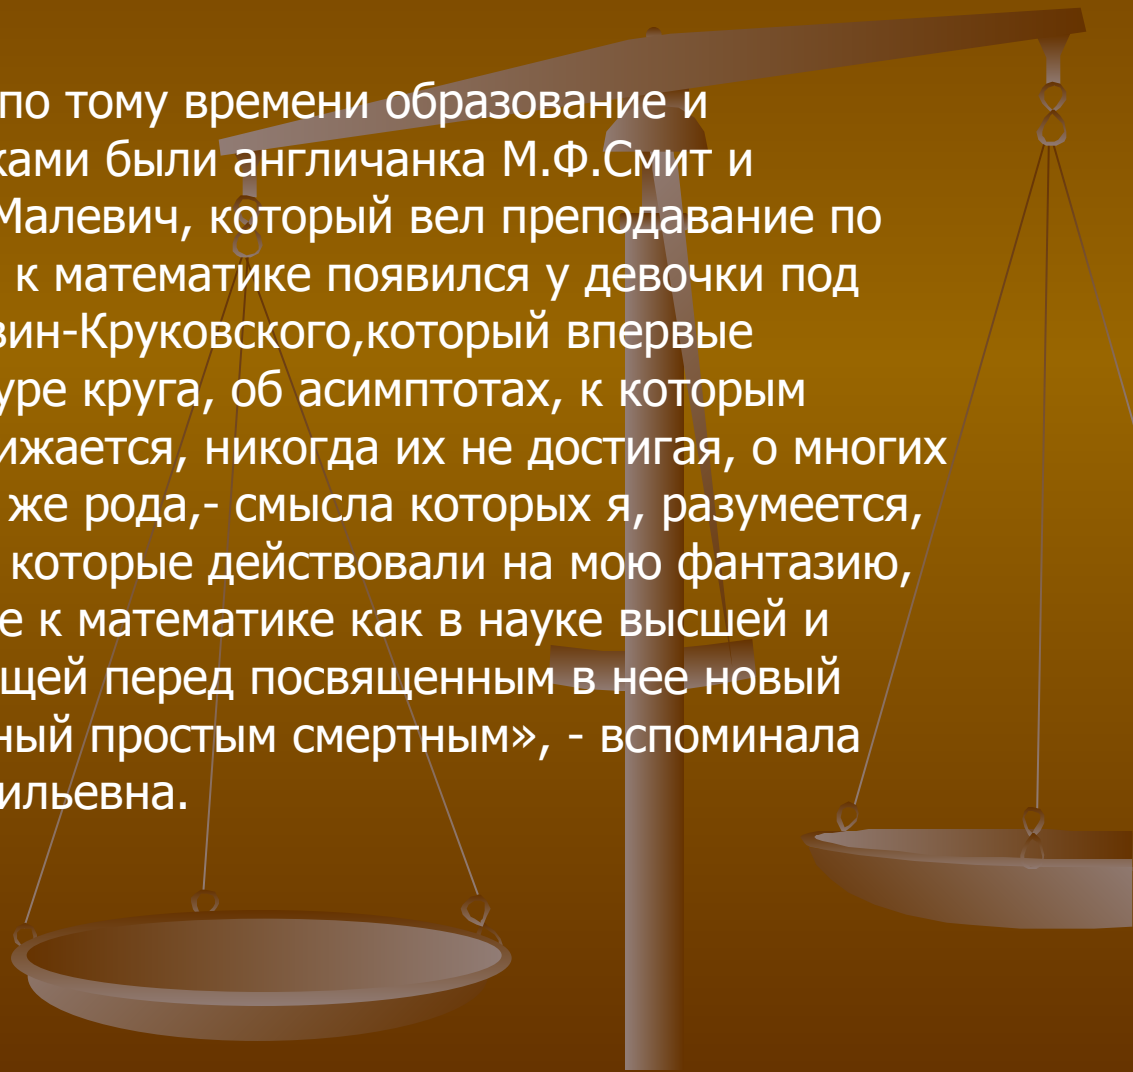 по тому времени образование и
ками были англичанка М.Ф.Смит и
Малевич, который вел преподавание по
к математике появился у девочки под
вин-Круковского,который впервые
уре круга, об асимптотах, к которым
ижается, никогда их не достигая, о многих
же рода,- смысла которых я, разумеется,
которые действовали на мою фантазию,
е к математике как в науке высшей и
щей перед посвященным в нее новый
ный простым смертным», - вспоминала
ильевна.